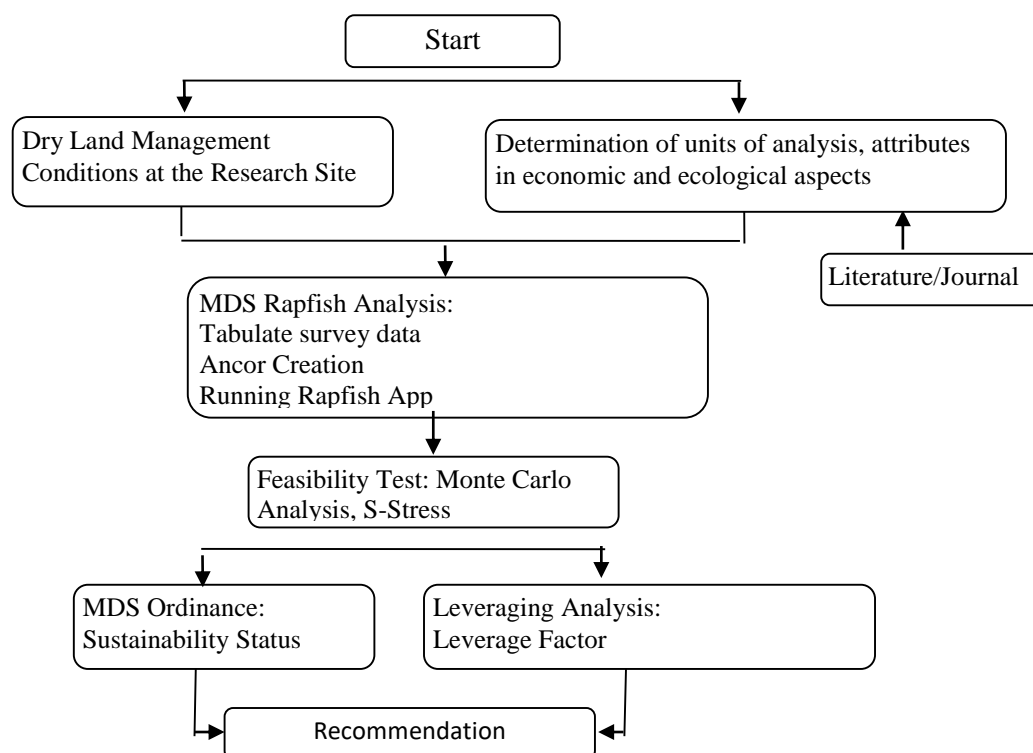 Start
Dry Land Management
Conditions at the Research Site
Determination of units of analysis, attributes
in economic and ecological aspects
Literature/Journal
MDS Rapfish Analysis:
Tabulate survey data
Ancor Creation
Running Rapfish App
Feasibility Test: Monte Carlo
Analysis, S-Stress
MDS Ordinance:
Sustainability Status
Leveraging Analysis:
Leverage Factor
Recommendation